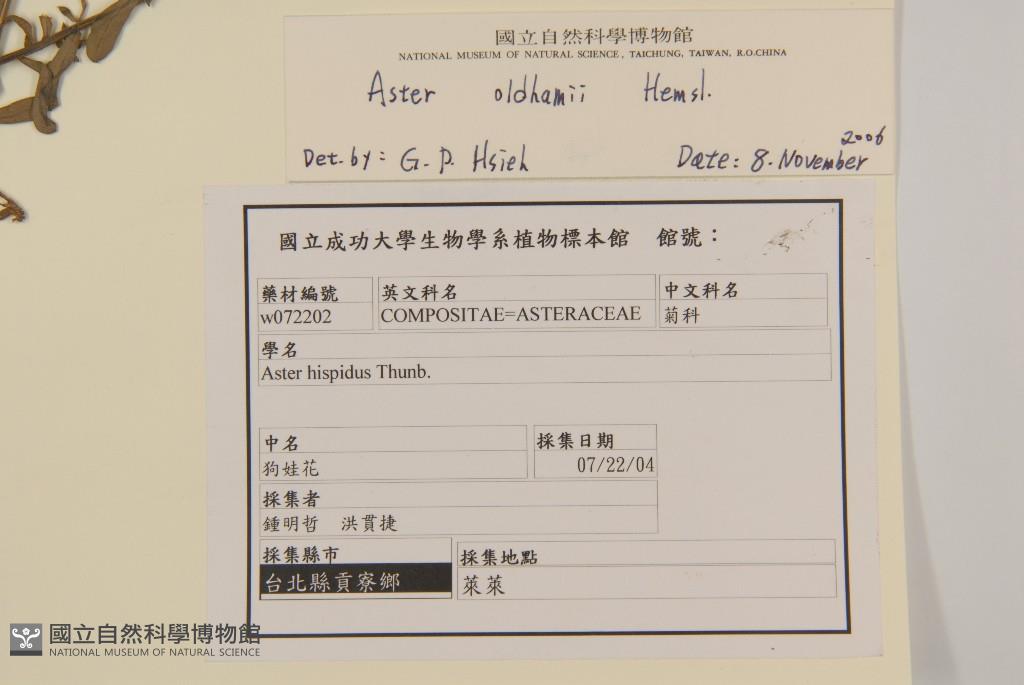 國立自然科學博物館
NATIONAL MUSEUM OF NATURAL SCIENCE, TAICHUNG, TAIWAN, R.O.CHINA
Aster oldhamii Hemsl.
Det. by: G. P. Hsieh Date: 8. November 2006
國立成功大學生物學系植物標本館 館號：
藥材編號 英文科名 中文科名
w072202 COMPOSITAE=ASTERACEAE 菊科
學名
Aster hispidus Thunb.
中名 採集日期
狗娃花 07/22/04
採集者
鍾明哲 洪貫捷
採集縣市 採集地點
台北縣貢寮鄉 萊萊
國立自然科學博物館
NATIONAL MUSEUM OF NATURAL SCIENCE